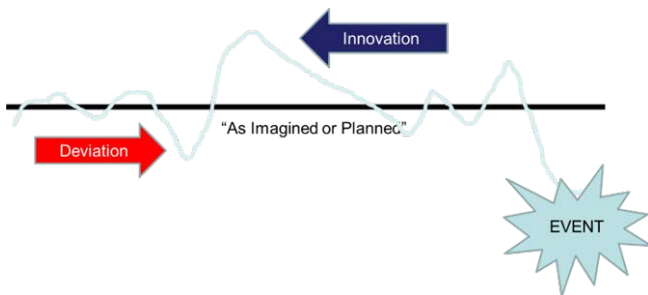 Innovation
“As Imagined or Planned”
Deviation
EVENT